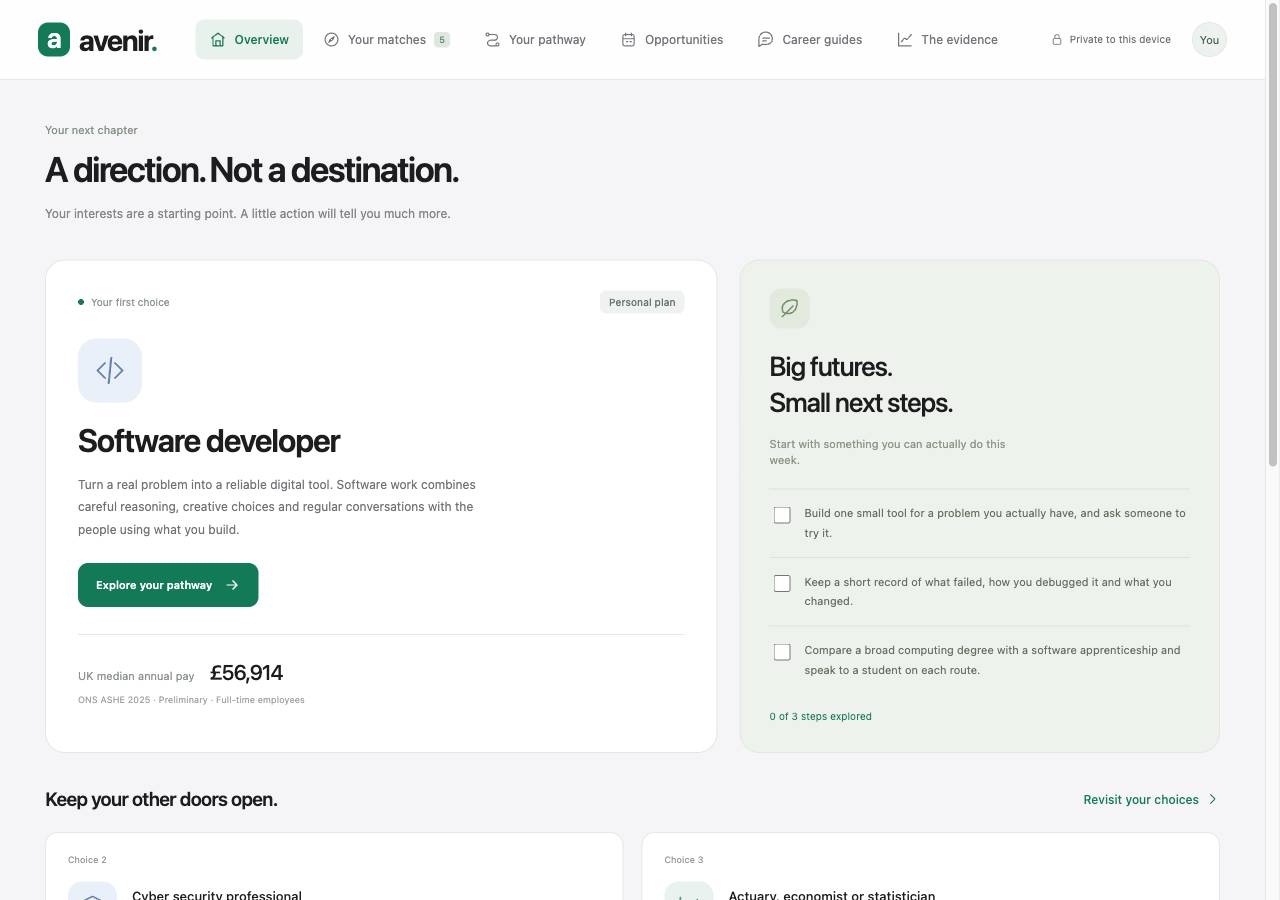 a avenir.
Overview
Your matches 5
Your pathway
Opportunities
Career guides
The evidence
Private to this device
You
Your next chapter
A direction. Not a destination.
Your interests are a starting point. A little action will tell you much more.
Your first choice
Personal plan
</>
Software developer
Turn a real problem into a reliable digital tool. Software work combines
careful reasoning, creative choices and regular conversations with the
people using what you build.
Explore your pathway
UK median annual pay £56,914
ONS ASHE 2025 · Preliminary · Full-time employees
Big futures.
Small next steps.
Start with something you can actually do this
week.
Build one small tool for a problem you actually have, and ask someone to
try it.
Keep a short record of what failed, how you debugged it and what you
changed.
Compare a broad computing degree with a software apprenticeship and
speak to a student on each route.
0 of 3 steps explored
Keep your other doors open.
Revisit your choices
Choice 2
Cyber security professional
Choice 3
Actuary, economist or statistician